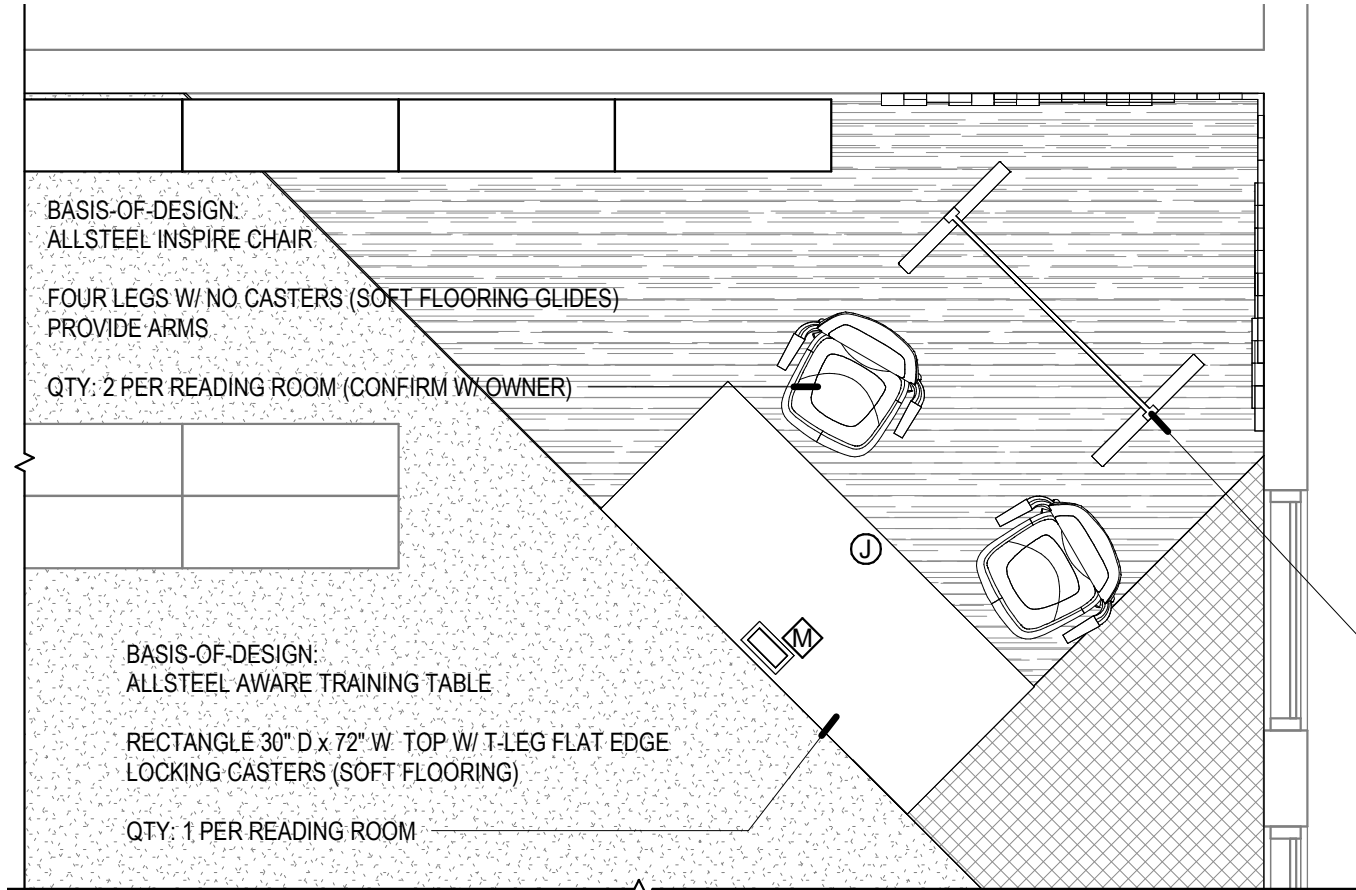 BASIS-OF-DESIGN:
ALLSTEEL INSPIRE CHAIR
FOUR LEGS W/ NO CASTERS (SOFT FLOORING GLIDES)
PROVIDE ARMS
QTY: 2 PER READING ROOM (CONFIRM W/ OWNER)
J
M
BASIS-OF-DESIGN:
ALLSTEEL AWARE TRAINING TABLE
RECTANGLE 30" D x 72" W TOP W/ T-LEG FLAT EDGE
LOCKING CASTERS (SOFT FLOORING)
QTY: 1 PER READING ROOM